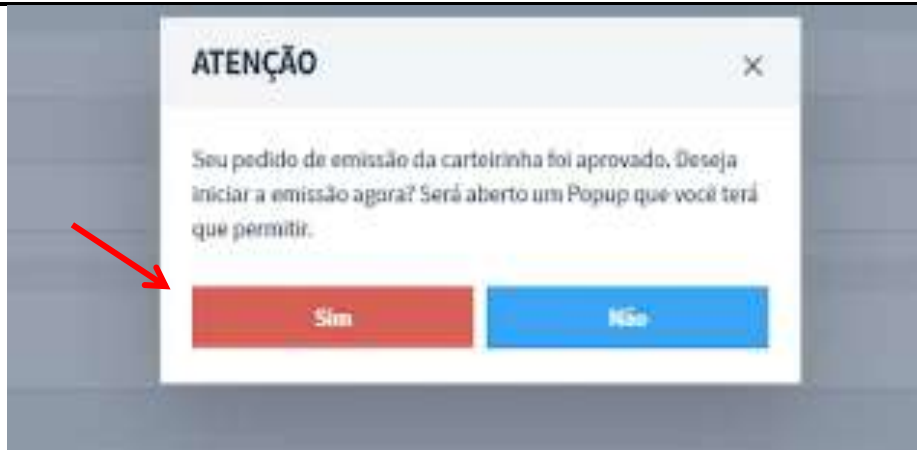 ATENÇÃO
Seu pedido de emissão da carteirinha foi aprovado. Deseja
iniciar a emissão agora? Será aberto um Popup que você terá
que permitir.
Sim
Não